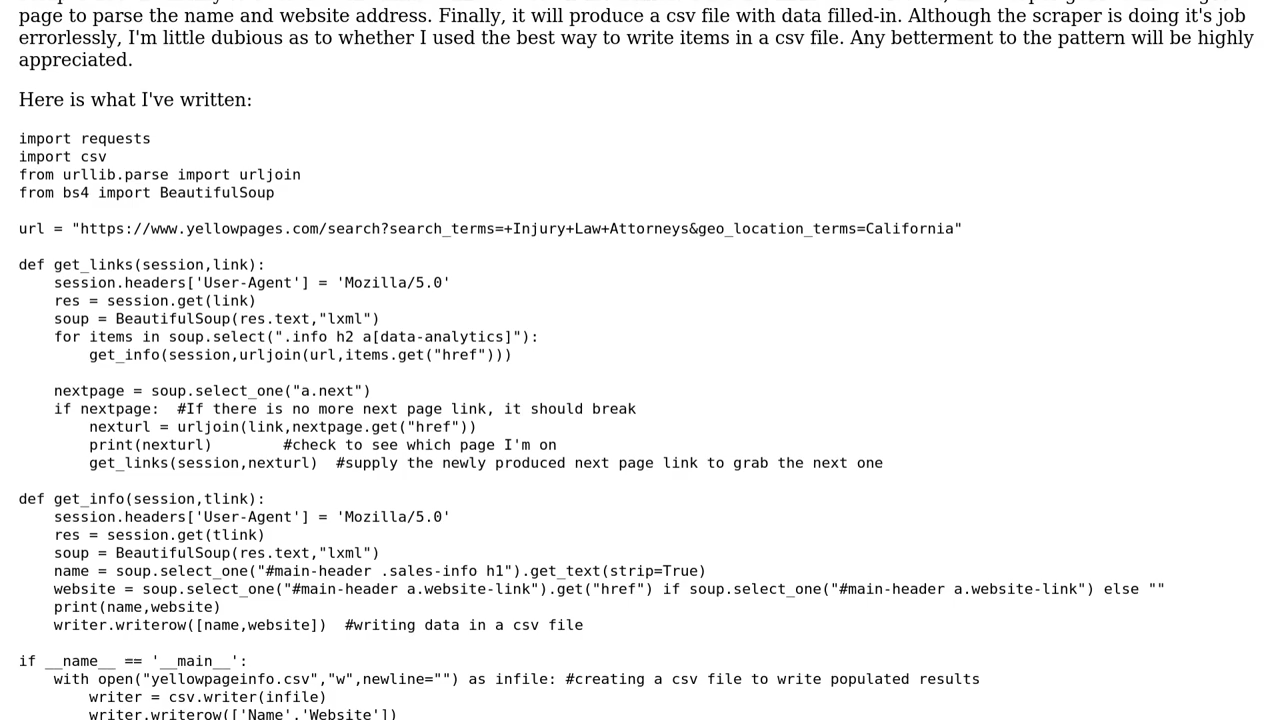 page to parse the name and website address. Finally, it will produce a csv file with data filled-in. Although the scraper is doing it's job
errorlessly, I'm little dubious as to whether I used the best way to write items in a csv file. Any betterment to the pattern will be highly
appreciated.
Here is what I've written:
import requests
import csv
from urllib.parse import urljoin
from bs4 import BeautifulSoup
url = "https://www.yellowpages.com/search?search_terms=+Injury+Law+Attorneys&geo_location_terms=California"
def get_links(session,link):
    session.headers['User-Agent'] = 'Mozilla/5.0'
    res = session.get(link)
    soup = BeautifulSoup(res.text,"lxml")
    for items in soup.select(".info h2 a[data-analytics]"):
        get_info(session,urljoin(url,items.get("href")))
    nextpage = soup.select_one("a.next")
    if nextpage:  #If there is no more next page link, it should break
        nexturl = urljoin(link,nextpage.get("href"))
        print(nexturl)        #check to see which page I'm on
        get_links(session,nexturl)  #supply the newly produced next page link to grab the next one
def get_info(session,tlink):
    session.headers['User-Agent'] = 'Mozilla/5.0'
    res = session.get(tlink)
    soup = BeautifulSoup(res.text,"lxml")
    name = soup.select_one("#main-header .sales-info h1").get_text(strip=True)
    website = soup.select_one("#main-header a.website-link").get("href") if soup.select_one("#main-header a.website-link") else ""
    print(name,website)
    writer.writerow([name,website])  #writing data in a csv file
if __name__ == '__main__':
    with open("yellowpageinfo.csv","w",newline="") as infile: #creating a csv file to write populated results
        writer = csv.writer(infile)
        writer.writerow(['Name','Website'])